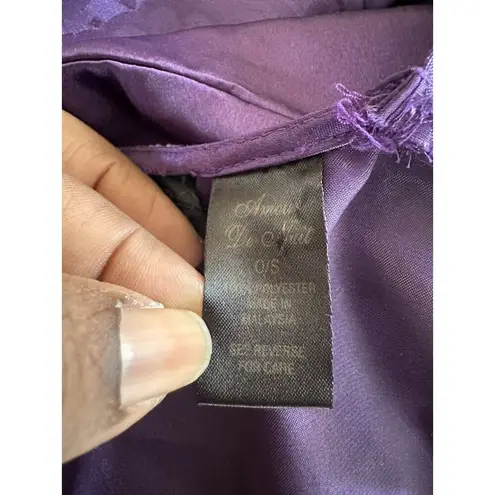 Amour
De Nuit
O/S
100% POLYESTER
MADE IN
MALAYSIA
SEE REVERSE
FOR CARE